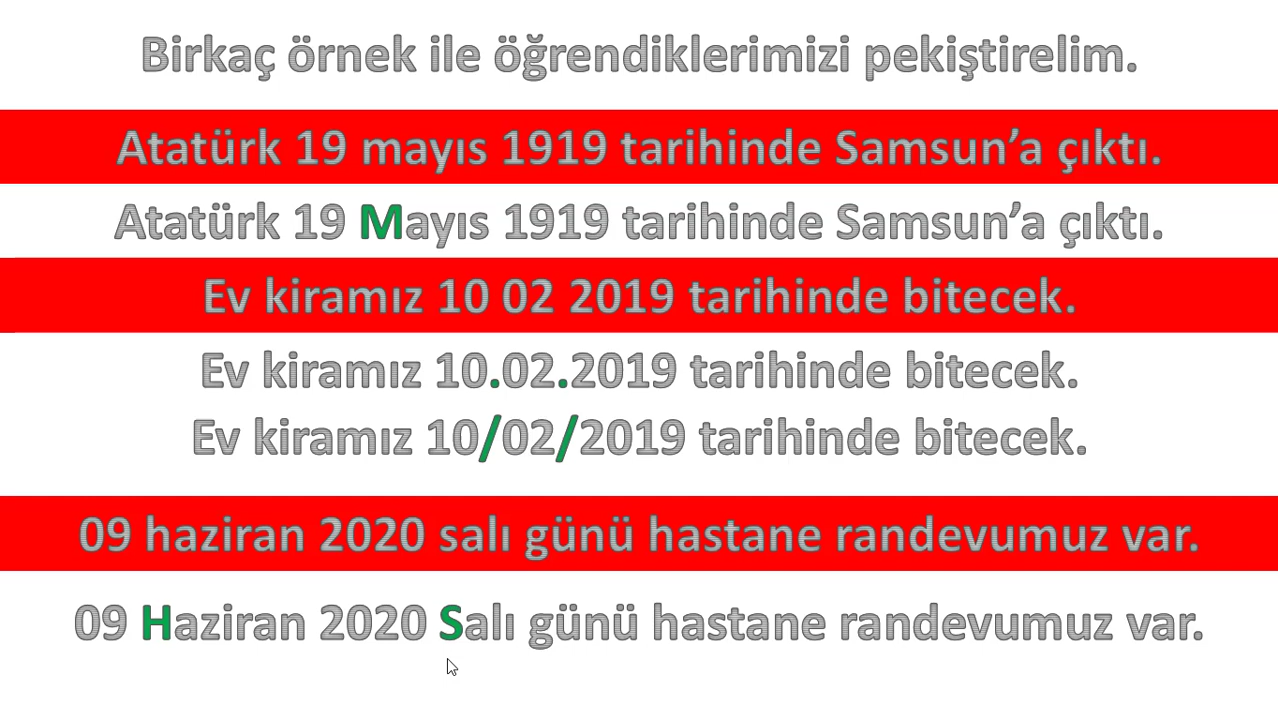 Birkaç örnek ile öğrendiklerimizi pekiştirelim.
Atatürk 19 mayıs 1919 tarihinde Samsun’a çıktı.
Atatürk 19 Mayıs 1919 tarihinde Samsun’a çıktı.
Ev kiramız 10 02 2019 tarihinde bitecek.
Ev kiramız 10.02.2019 tarihinde bitecek.
Ev kiramız 10/02/2019 tarihinde bitecek.
09 haziran 2020 salı günü hastane randevumuz var.
09 Haziran 2020 Salı günü hastane randevumuz var.